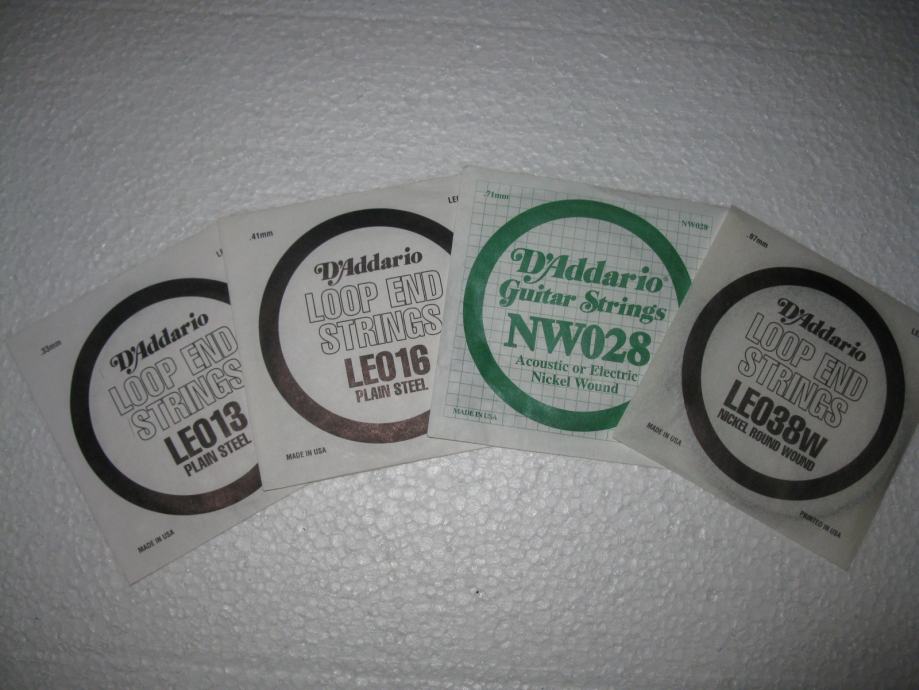 .33mm
D'Addario
LOOP END
STRINGS
LE013
PLAIN STEEL
MADE IN USA
.41mm
D'Addario
LOOP END
STRINGS
LE016
PLAIN STEEL
MADE IN USA
.71mm
NW028
D'Addario
Guitar Strings
NW028
Acoustic or Electric
Nickel Wound
MADE IN USA
.97mm
D'Addario
LOOP END
STRINGS
LE038W
NICKEL ROUND WOUND
MADE IN USA
PRINTED IN USA